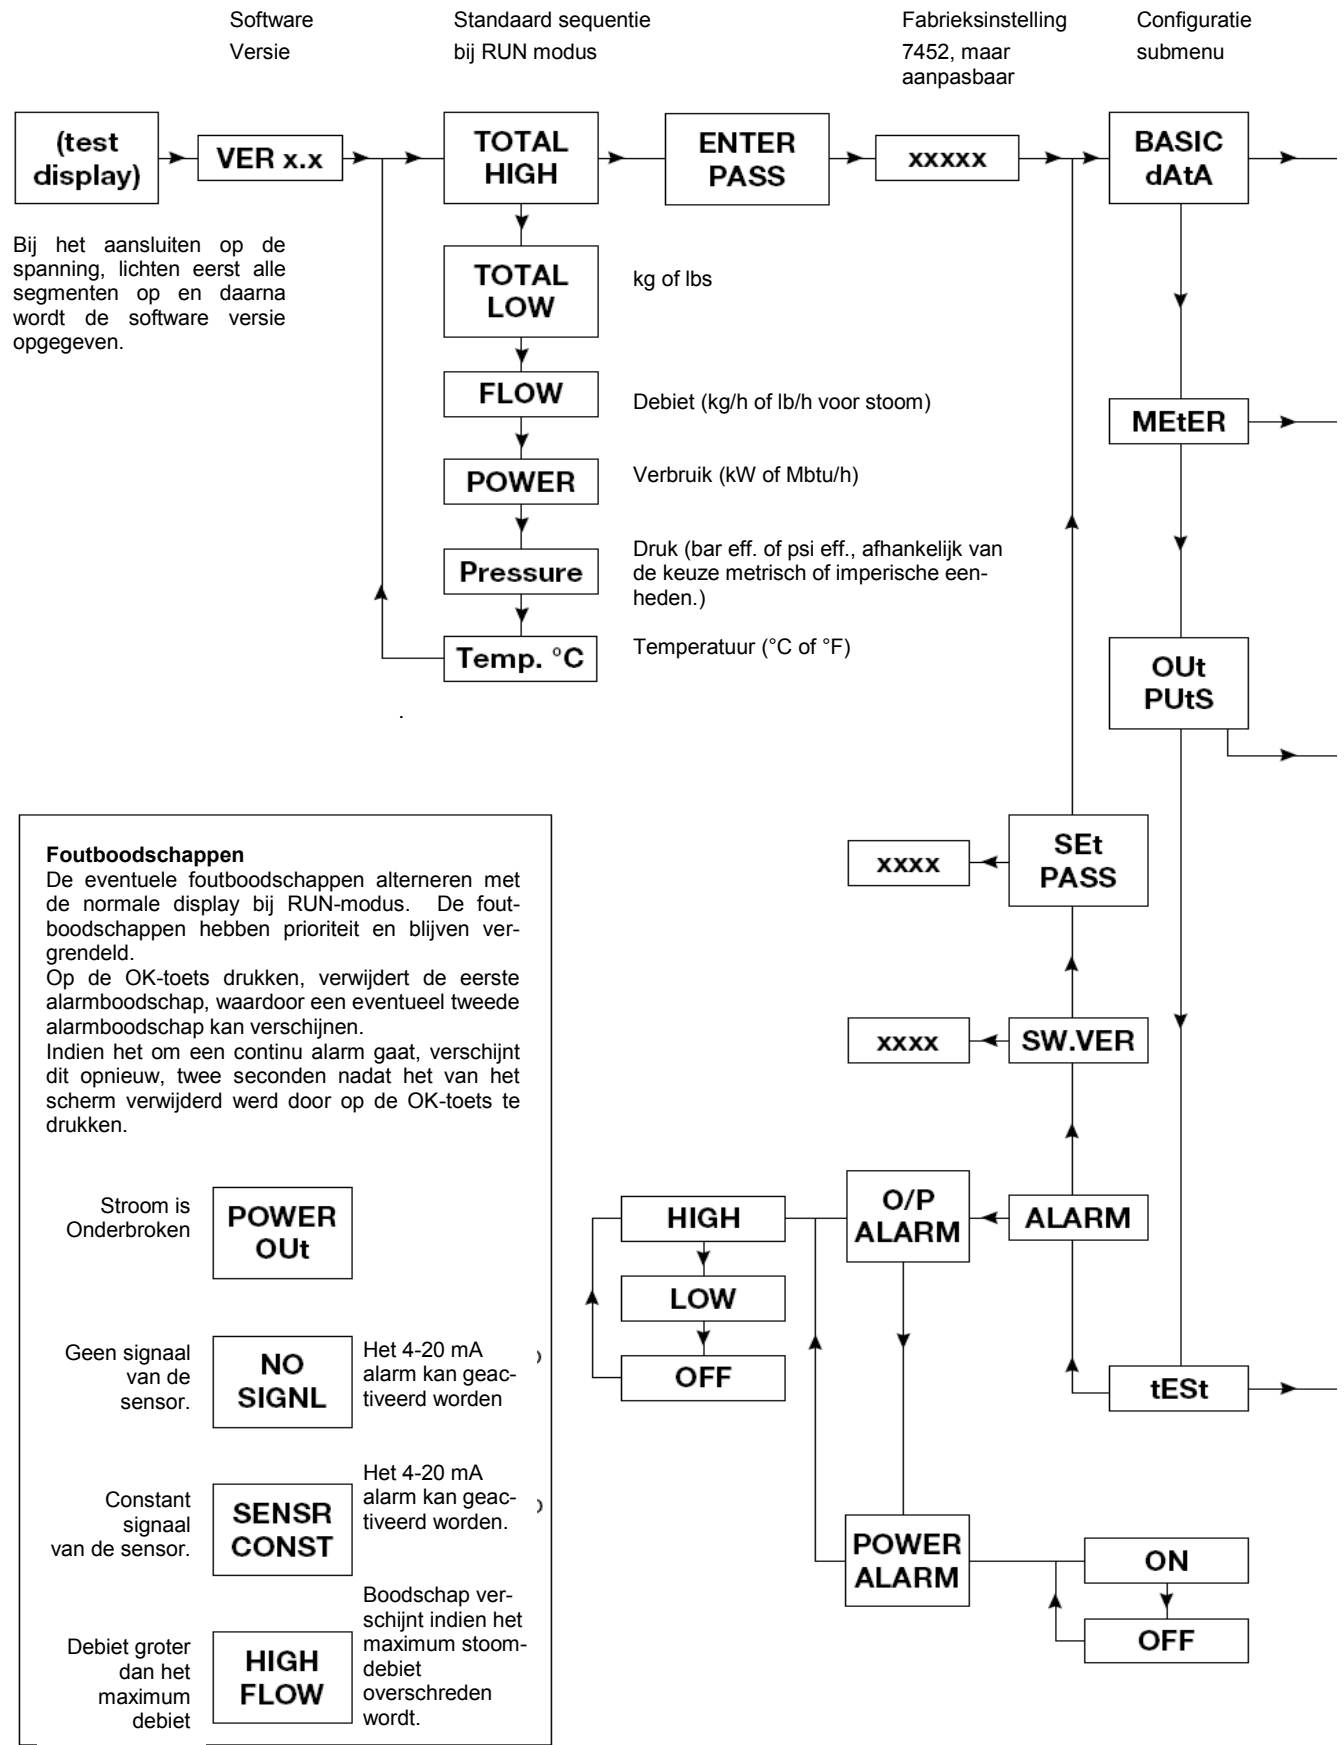 Software
Versie
Standaard sequentie
bij RUN modus
Fabrieksinstelling
7452, maar
aanpasbaar
Configuratie
submenu
(test
display)
VER x.x
TOTAL
HIGH
ENTER
PASS
xxxxx
BASIC
dAtA
Bij het aansluiten op de
spanning, lichten eerst alle
segmenten op en daarna
wordt de software versie
opgegeven.
TOTAL
LOW
kg of lbs
FLOW
Debiet (kg/h of lb/h voor stoom)
MEtER
POWER
Verbruik (kW of Mbtu/h)
Pressure
Druk (bar eff. of psi eff., afhankelijk van
de keuze metrisch of imperische een-
heden.)
Temp. °C
Temperatuur (°C of °F)
.
OUt
PUtS
Foutboodschappen
De eventuele foutboodschappen alterneren met
de normale display bij RUN-modus. De fout-
boodschappen hebben prioriteit en blijven ver-
grendeld.
Op de OK-toets drukken, verwijdert de eerste
alarmboodschap, waardoor een eventueel tweede
alarmboodschap kan verschijnen.
Indien het om een continu alarm gaat, verschijnt
dit opnieuw, twee seconden nadat het van het
scherm verwijderd werd door op de OK-toets te
drukken.
Stroom is
Onderbroken
POWER
OUt
Geen signaal
van de
sensor.
NO
SIGNL
Het 4-20 mA
alarm kan geac-
tiveerd worden
Constant
signaal
van de sensor.
SENSR
CONST
Het 4-20 mA
alarm kan geac-
tiveerd worden.
Debiet groter
dan het
maximum
debiet
HIGH
FLOW
Boodschap ver-
schijnt indien het
maximum stoom-
debiet
overschreden
wordt.
xxxx
SEt
PASS
xxxx
SW.VER
HIGH
O/P
ALARM
ALARM
LOW
OFF
tESt
POWER
ALARM
ON
OFF